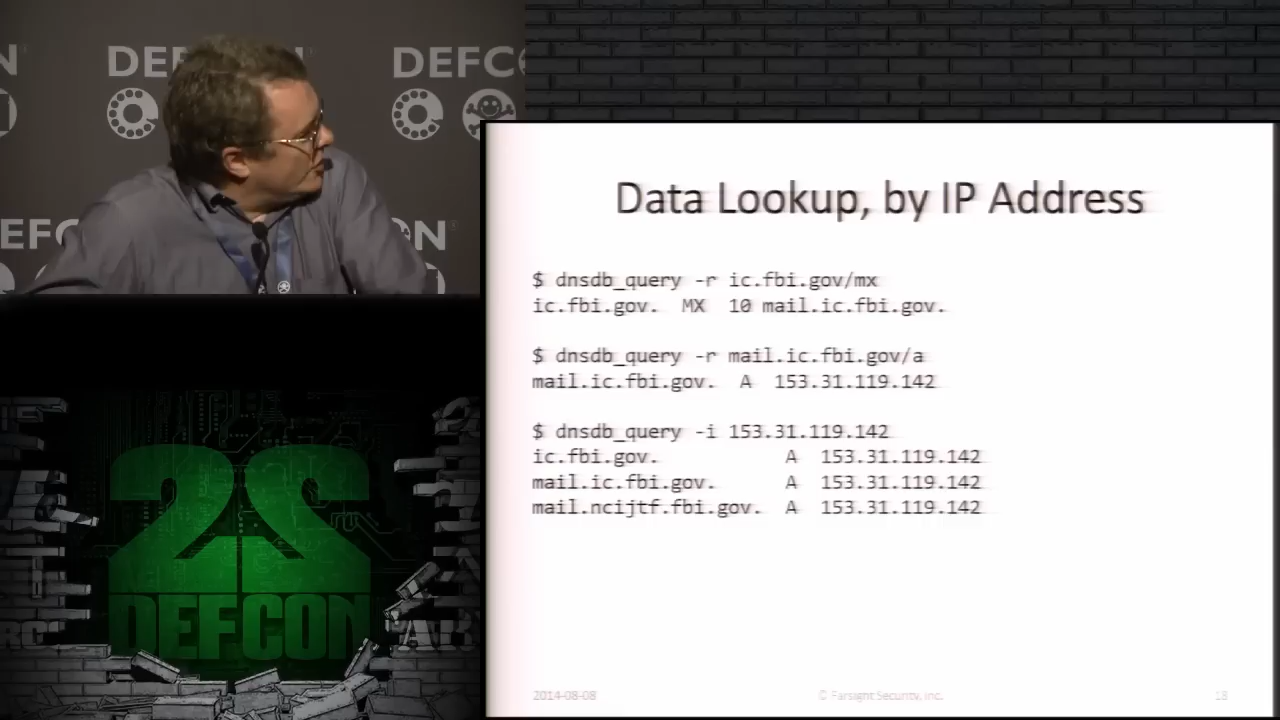 DEFCON
DEFC
EFC
N
Data Lookup, by IP Address
$ dnsdb_query -r ic.fbi.gov/mx
ic.fbi.gov. MX 10 mail.ic.fbi.gov.
$ dnsdb_query -r mail.ic.fbi.gov/a
mail.ic.fbi.gov. A 153.31.119.142
$ dnsdb_query -i 153.31.119.142
ic.fbi.gov. A 153.31.119.142
mail.ic.fbi.gov. A 153.31.119.142
mail.ncijtf.fbi.gov. A 153.31.119.142
22
DEFCON
2014-08-08
© Farsight Security, Inc.
18